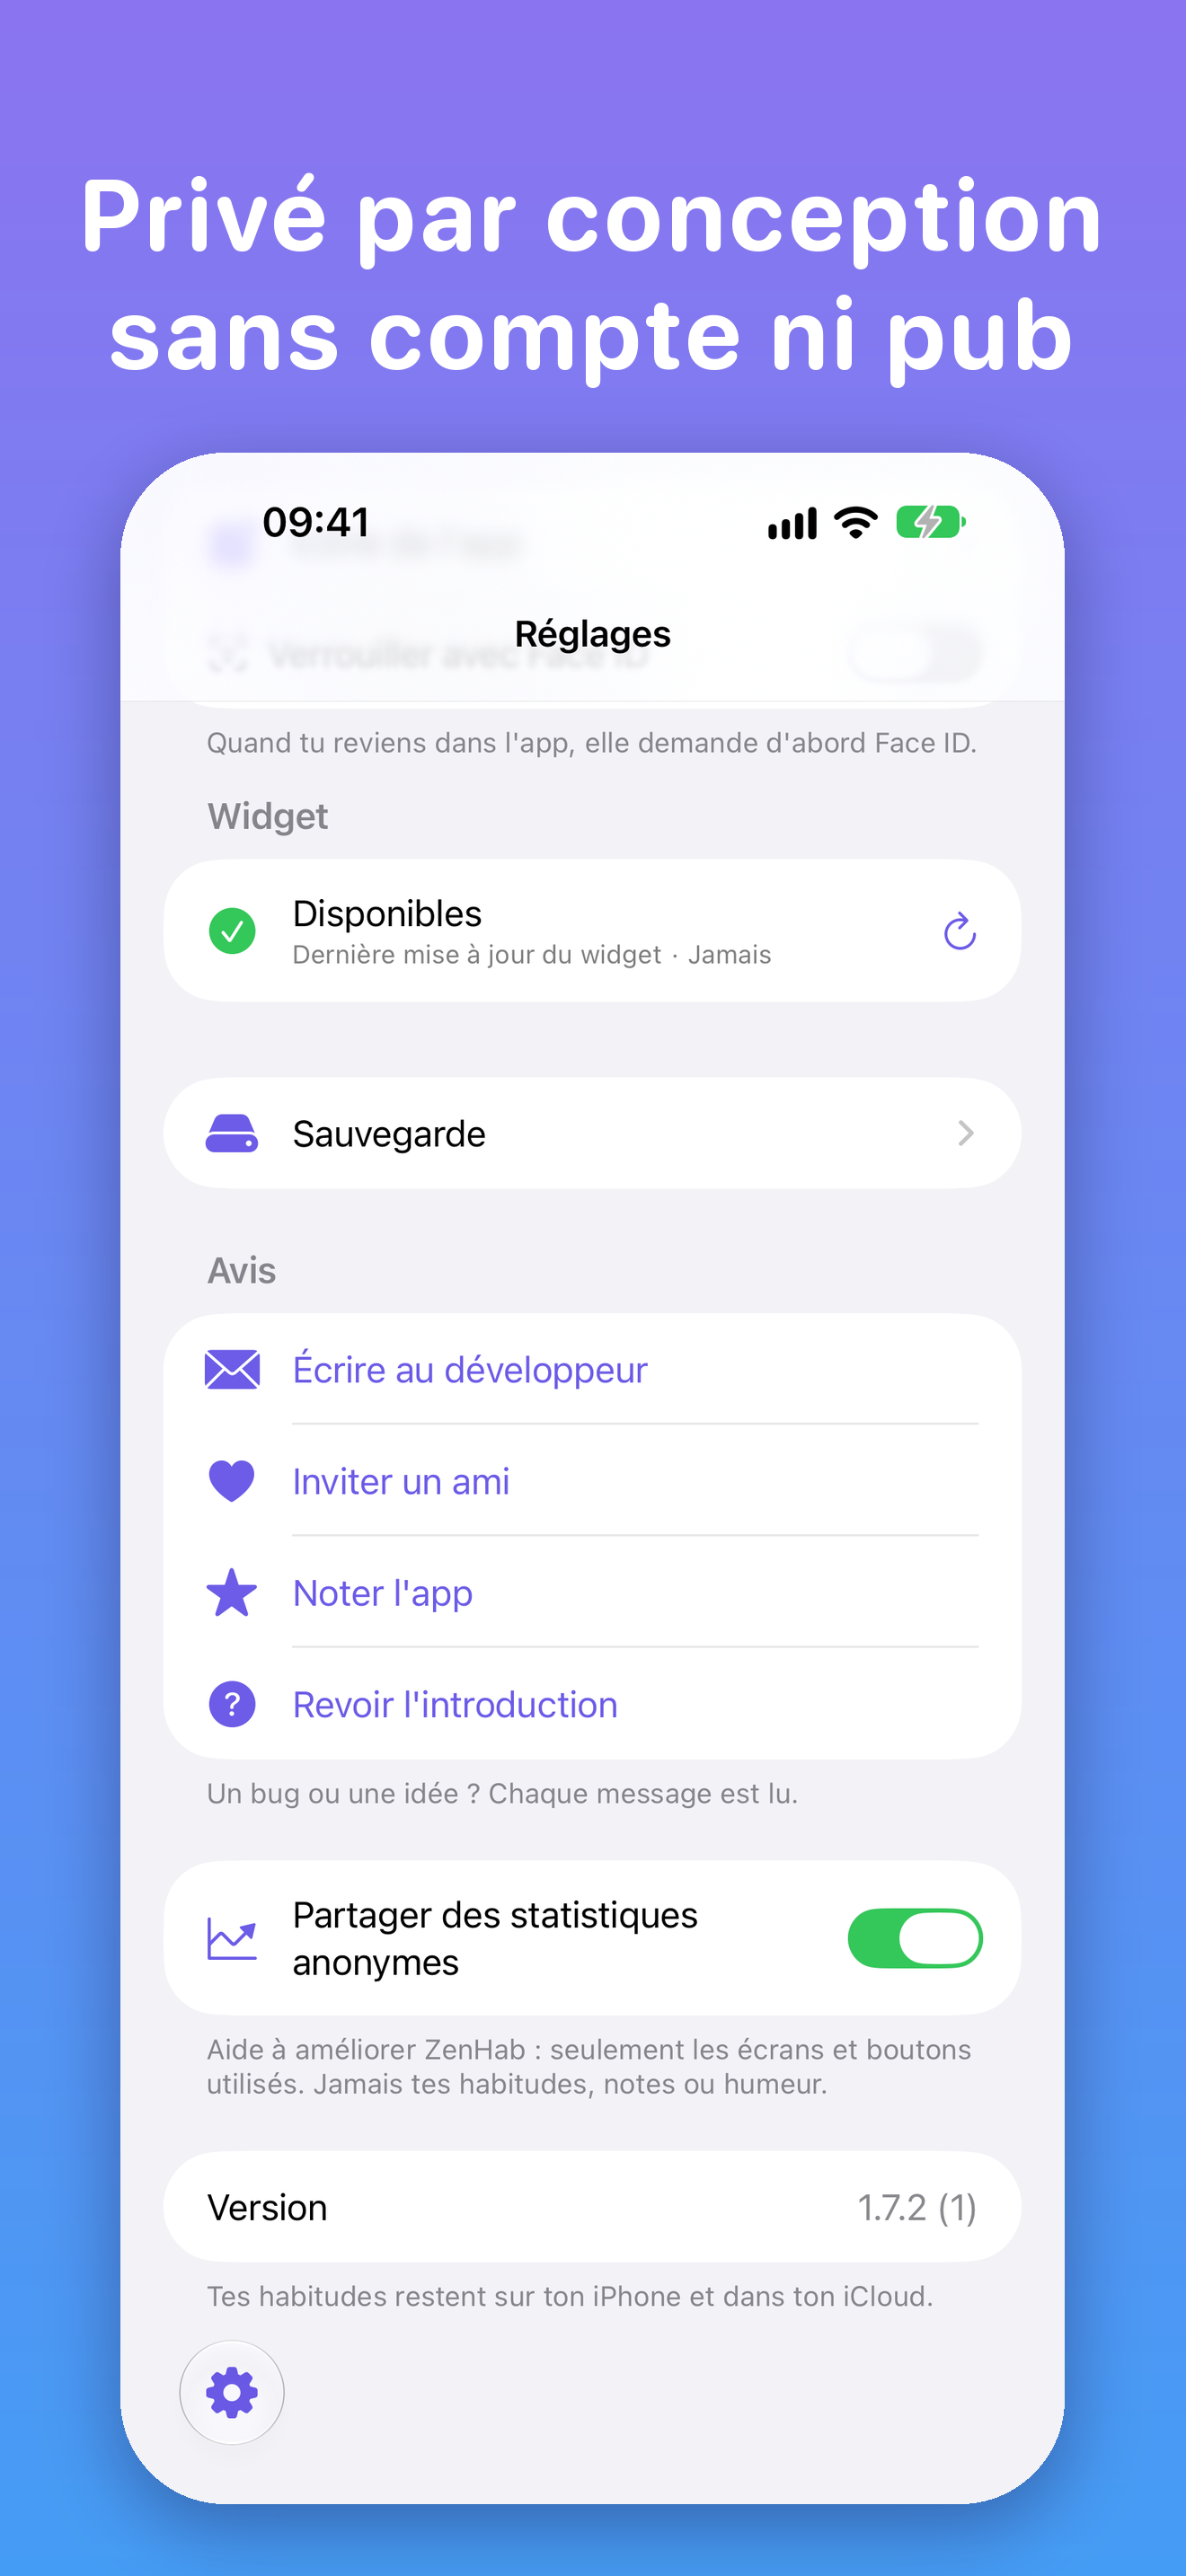 Privé par conception
sans compte ni pub
09:41
Réglages
Verrouiller avec Face ID
Quand tu reviens dans l'app, elle demande d'abord Face ID.
Widget
Disponibles
Dernière mise à jour du widget · Jamais
Sauvegarde
Avis
Écrire au développeur
Inviter un ami
Noter l'app
Revoir l'introduction
Un bug ou une idée ? Chaque message est lu.
Partager des statistiques
anonymes
Aide à améliorer ZenHab : seulement les écrans et boutons
utilisés. Jamais tes habitudes, notes ou humeur.
Version
1.7.2 (1)
Tes habitudes restent sur ton iPhone et dans ton iCloud.